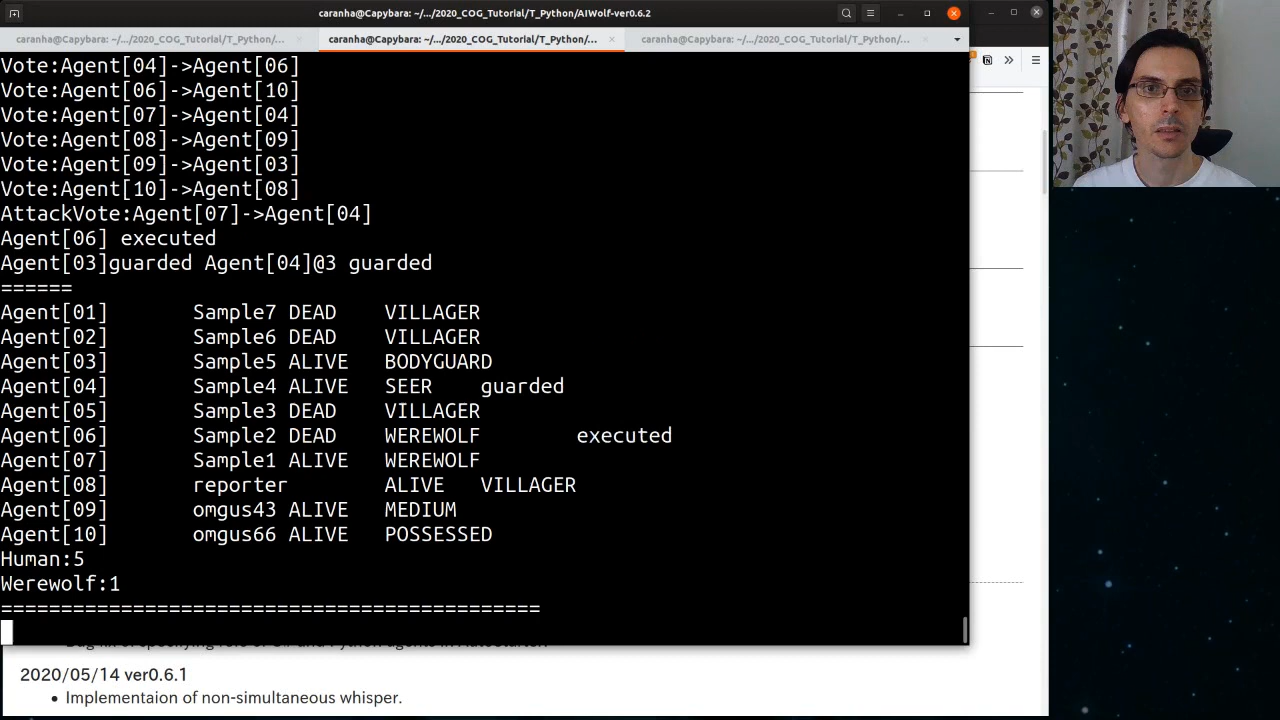 caranha@Capybara: ~/.../2020_COG_Tutorial/T_Python/AIWolf-ver0.6.2
caranha@Capybara: ~/.../2020_COG_Tutorial/T_Python/...
caranha@Capybara: ~/.../2020_COG_Tutorial/T_Python/...
caranha@Capybara: ~/.../2020_COG_Tutorial/T_Python/...
Vote:Agent[04]->Agent[06]
Vote:Agent[06]->Agent[10]
Vote:Agent[07]->Agent[04]
Vote:Agent[08]->Agent[09]
Vote:Agent[09]->Agent[03]
Vote:Agent[10]->Agent[08]
AttackVote:Agent[07]->Agent[04]
Agent[06] executed
Agent[03]guarded Agent[04]@3 guarded
======
Agent[01] Sample7 DEAD VILLAGER
Agent[02] Sample6 DEAD VILLAGER
Agent[03] Sample5 ALIVE BODYGUARD
Agent[04] Sample4 ALIVE SEER guarded
Agent[05] Sample3 DEAD VILLAGER
Agent[06] Sample2 DEAD WEREWOLF executed
Agent[07] Sample1 ALIVE WEREWOLF
Agent[08] reporter ALIVE VILLAGER
Agent[09] omgus43 ALIVE MEDIUM
Agent[10] omgus66 ALIVE POSSESSED
Human:5
Werewolf:1
=============================================
2020/05/14 ver0.6.1
• Implementaion of non-simultaneous whisper.